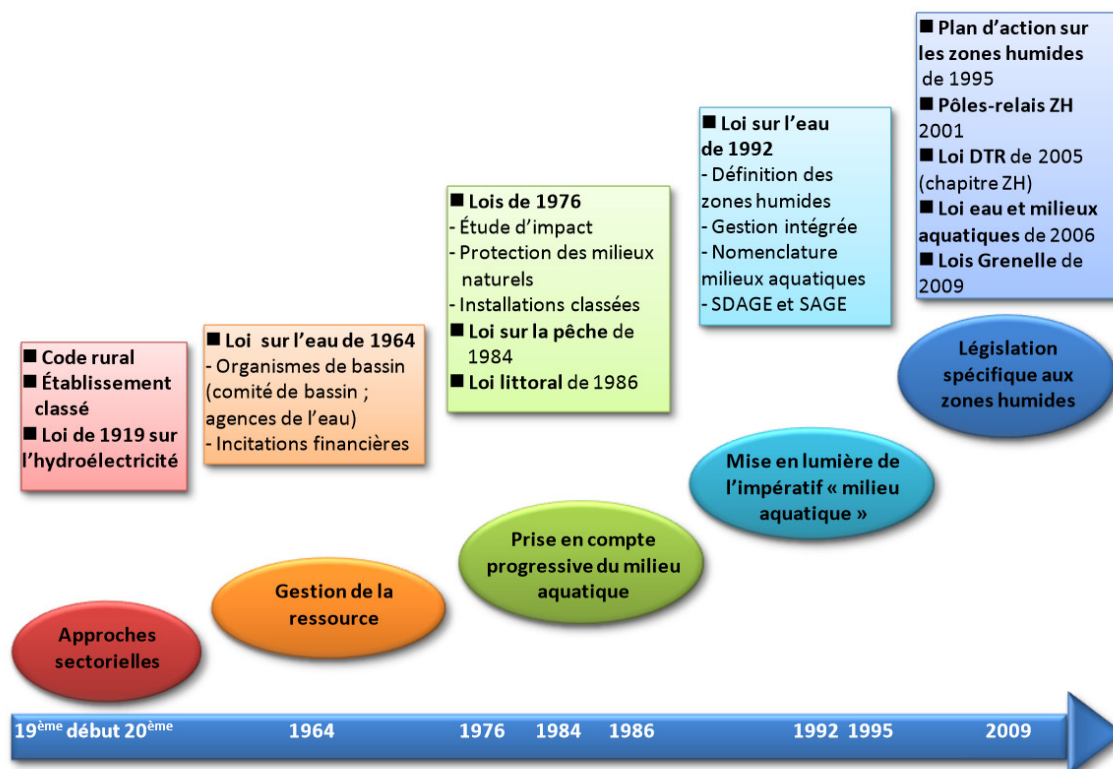 ■ Code rural
■ Établissement
classé
■ Loi de 1919 sur
l'hydroélectricité
■ Loi sur l'eau de 1964
- Organismes de bassin
(comité de bassin ;
agences de l'eau)
- Incitations financières
■ Lois de 1976
- Étude d'impact
- Protection des milieux
naturels
- Installations classées
■ Loi sur la pêche de
1984
■ Loi littoral de 1986
■ Loi sur l'eau
de 1992
- Définition des
zones humides
- Gestion intégrée
- Nomenclature
milieux aquatiques
- SDAGE et SAGE
■ Plan d'action sur
les zones humides
de 1995
■ Pôles-relais ZH
2001
■ Loi DTR de 2005
(chapitre ZH)
■ Loi eau et milieux
aquatiques de 2006
■ Lois Grenelle de
2009
Approches
sectorielles
Gestion de la
ressource
Prise en compte
progressive du milieu
aquatique
Mise en lumière de
l'impératif « milieu
aquatique »
Législation
spécifique aux
zones humides
19ème début 20ème 1964 1976 1984 1986 1992 1995 2009